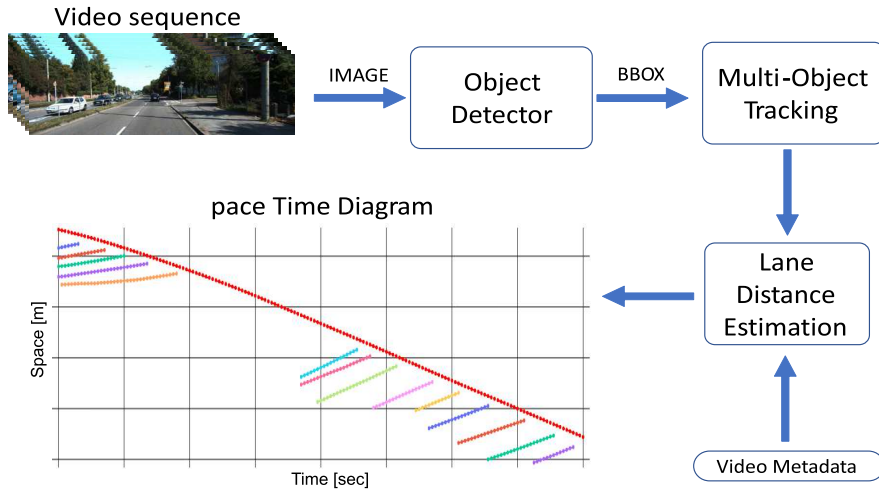 Video sequence
IMAGE
Object
Detector
BBOX
Multi-Object
Tracking
pace Time Diagram
Lane
Distance
Estimation
Space [m]
Time [sec]
Video Metadata